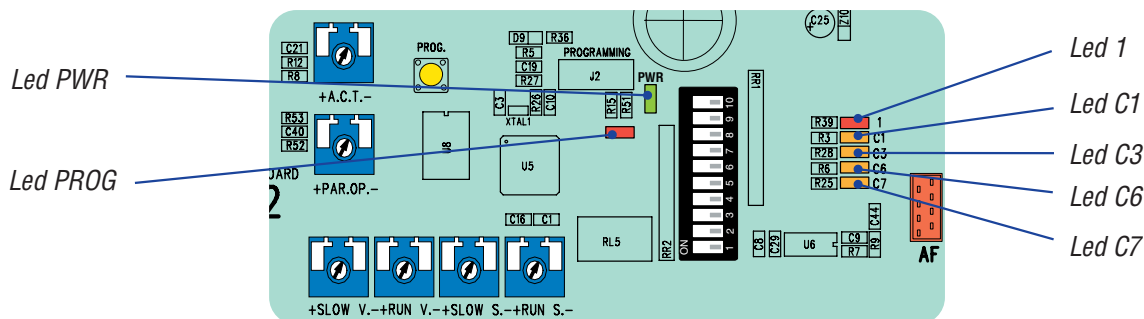 Led PWR
Led PROG
C21
R12
R8
+A.C.T.-
R53
C40
R52
+PAR.OP.-
OARD
2
PROG.
D9
R36
R5
C19
R27
PROGRAMMING
J2
PWR
C3
XTAL1
R26
C10
R15
R51
U8
U5
C16
C1
RL5
RR2
RR1
10
9
8
7
6
5
4
3
2
1
ON
C25
Z10
R39
1
R3
C1
R28
C3
R6
C6
R25
C7
C8
C29
U6
C9
R7
R9
C44
AF
+SLOW V.-+RUN V.-+SLOW S.-+RUN S.-
Led 1
Led C1
Led C3
Led C6
Led C7